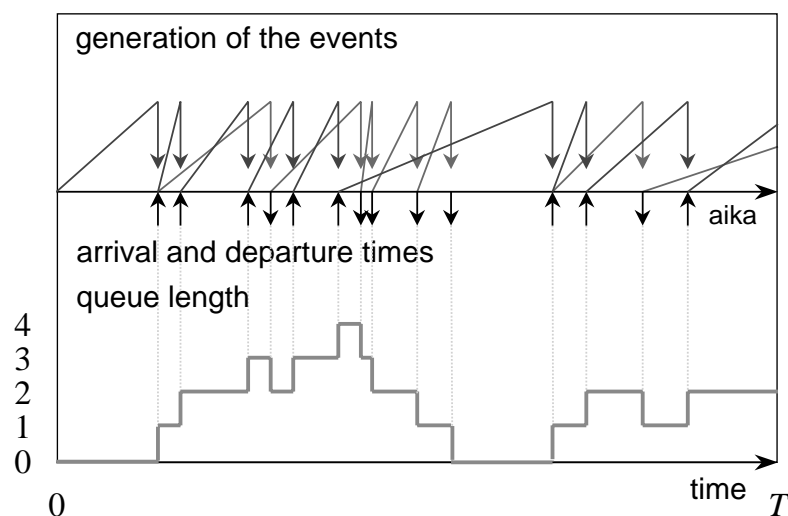 generation of the events
aika
arrival and departure times
queue length
4
3
2
1
0
time
0
T